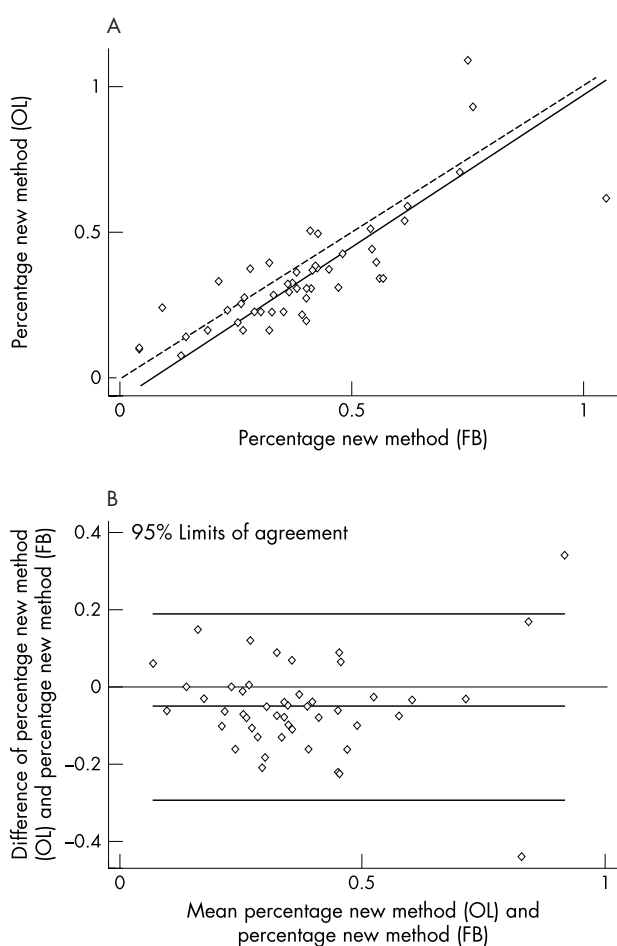 A
Percentage new method (OL)
1
0.5
0
0
0.5
1
Percentage new method (FB)
B
Difference of percentage new method
(OL) and percentage new method (FB)
95% Limits of agreement
0.4
0.2
0
–0.2
–0.4
0
0.5
1
Mean percentage new method (OL) and
percentage new method (FB)